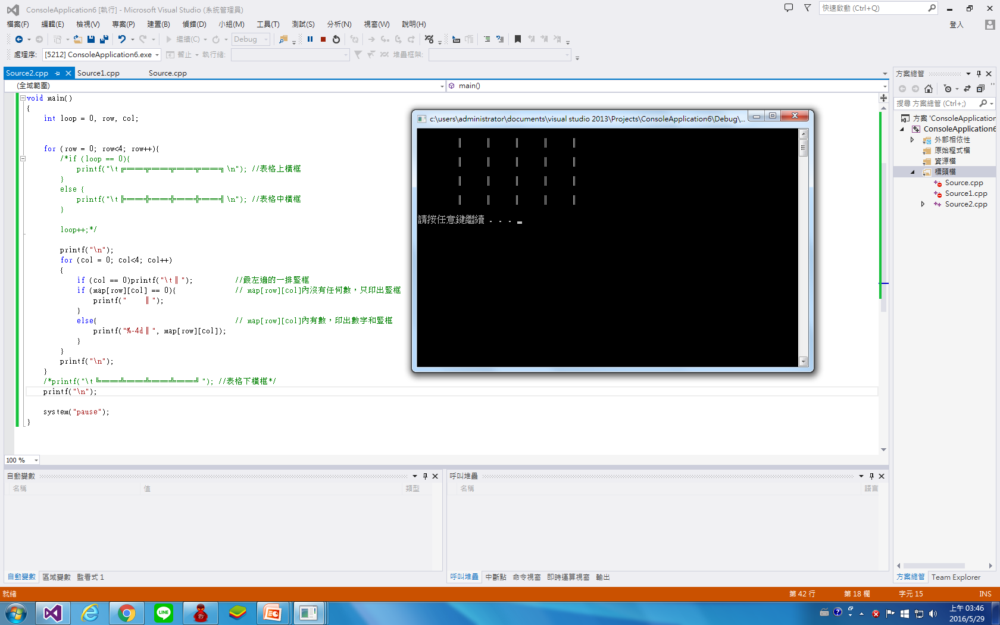 ConsoleApplication6 [執行] - Microsoft Visual Studio (系統管理員)
快速啟動 (Ctrl+Q)
檔案(F) 編輯(E) 檢視(V) 專案(P) 建置(B) 偵錯(D) 小組(M) 工具(T) 測試(S) 分析(N) 視窗(W) 說明(H)
登入
繼續(C) Debug
處理序: [5212] ConsoleApplication6.exe 暫止 執行緒: 堆疊框架:
Source2.cpp Source1.cpp Source.cpp
(全域範圍) main()
void main()
{
int loop = 0, row, col;
for (row = 0; row<4; row++){
/*if (loop == 0){
printf("\t╔═══╦═══╦═══╦═══╗\n"); //表格上橫框
}
else {
printf("\t╠═══╬═══╬═══╬═══╣\n"); //表格中橫框
}
loop++;*/
printf("\n");
for (col = 0; col<4; col++)
{
if (col == 0)printf("\t║"); //最左邊的一排豎框
if (map[row][col] == 0){ // map[row][col]內沒有任何數，只印出豎框
printf("    ║");
}
else{ // map[row][col]內有數，印出數字和豎框
printf("%-4d║", map[row][col]);
}
}
printf("\n");
}
/*printf("\t╚═══╩═══╩═══╩═══╝"); //表格下橫框*/
printf("\n");
system("pause");
}
c:\users\administrator\documents\visual studio 2013\Projects\ConsoleApplication6\Debug\...
║ ║ ║ ║ ║
║ ║ ║ ║ ║
║ ║ ║ ║ ║
║ ║ ║ ║ ║
請按任意鍵繼續 . . .
方案總管
搜尋 方案總管 (Ctrl+;)
方案 'ConsoleApplication
ConsoleApplication6
外部相依性
原始程式檔
資源檔
標頭檔
Source.cpp
Source1.cpp
Source2.cpp
100 %
自動變數
名稱 值 類型
呼叫堆疊
名稱 語言
自動變數 區域變數 監看式 1
呼叫堆疊 中斷點 命令視窗 即時運算視窗 輸出
方案總管 Team Explorer
就緒 第 42 行 第 18 欄 字元 15 INS
LINE
上午 03:46
2016/5/29